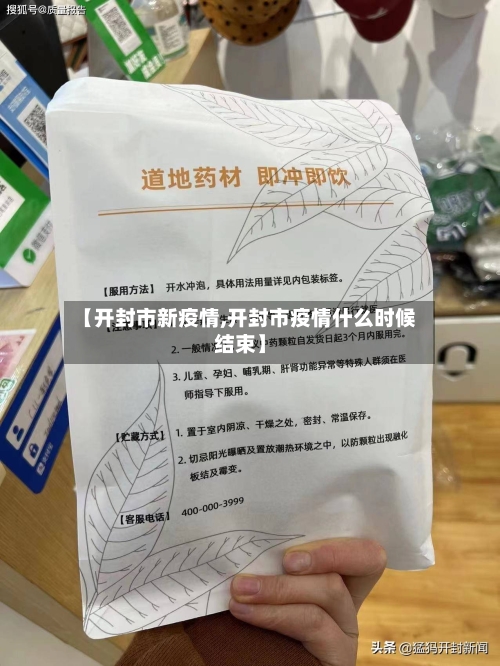 搜狐号@质量报告
道地药材 即冲即饮
【服用方法】 开水冲泡，具体用法用量详见内包装标签。
【开封市新疫情,开封市疫情什么时候
结束】
2. 一般情况
中药颗粒自发货日起3个月内服用完。
3. 儿童、孕妇、哺乳期、肝肾功能异常等特殊人群须在医
师指导下服用。
【贮藏方式】 1. 置于室内阴凉、干燥之处，密封、常温保存。
2. 切忌阳光曝晒及置放潮热环境之中，以防颗粒出现融化
板结及霉变。
【客服电话】 400-000-3999
头条 @猛犸开封新闻